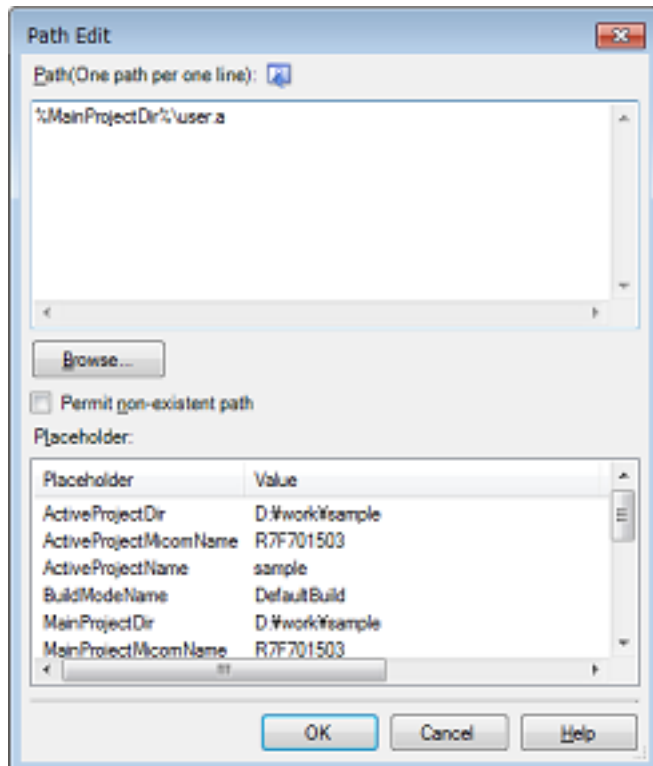 Path Edit
Path(One path per one line):
%MainProjectDir%\user.a
Browse...
Permit non-existent path
Placeholder:
Placeholder Value
ActiveProjectDir D:¥work¥sample
ActiveProjectMicomName R7F701503
ActiveProjectName sample
BuildModeName DefaultBuild
MainProjectDir D:¥work¥sample
MainProjectMicomName R7F701503
OK Cancel Help